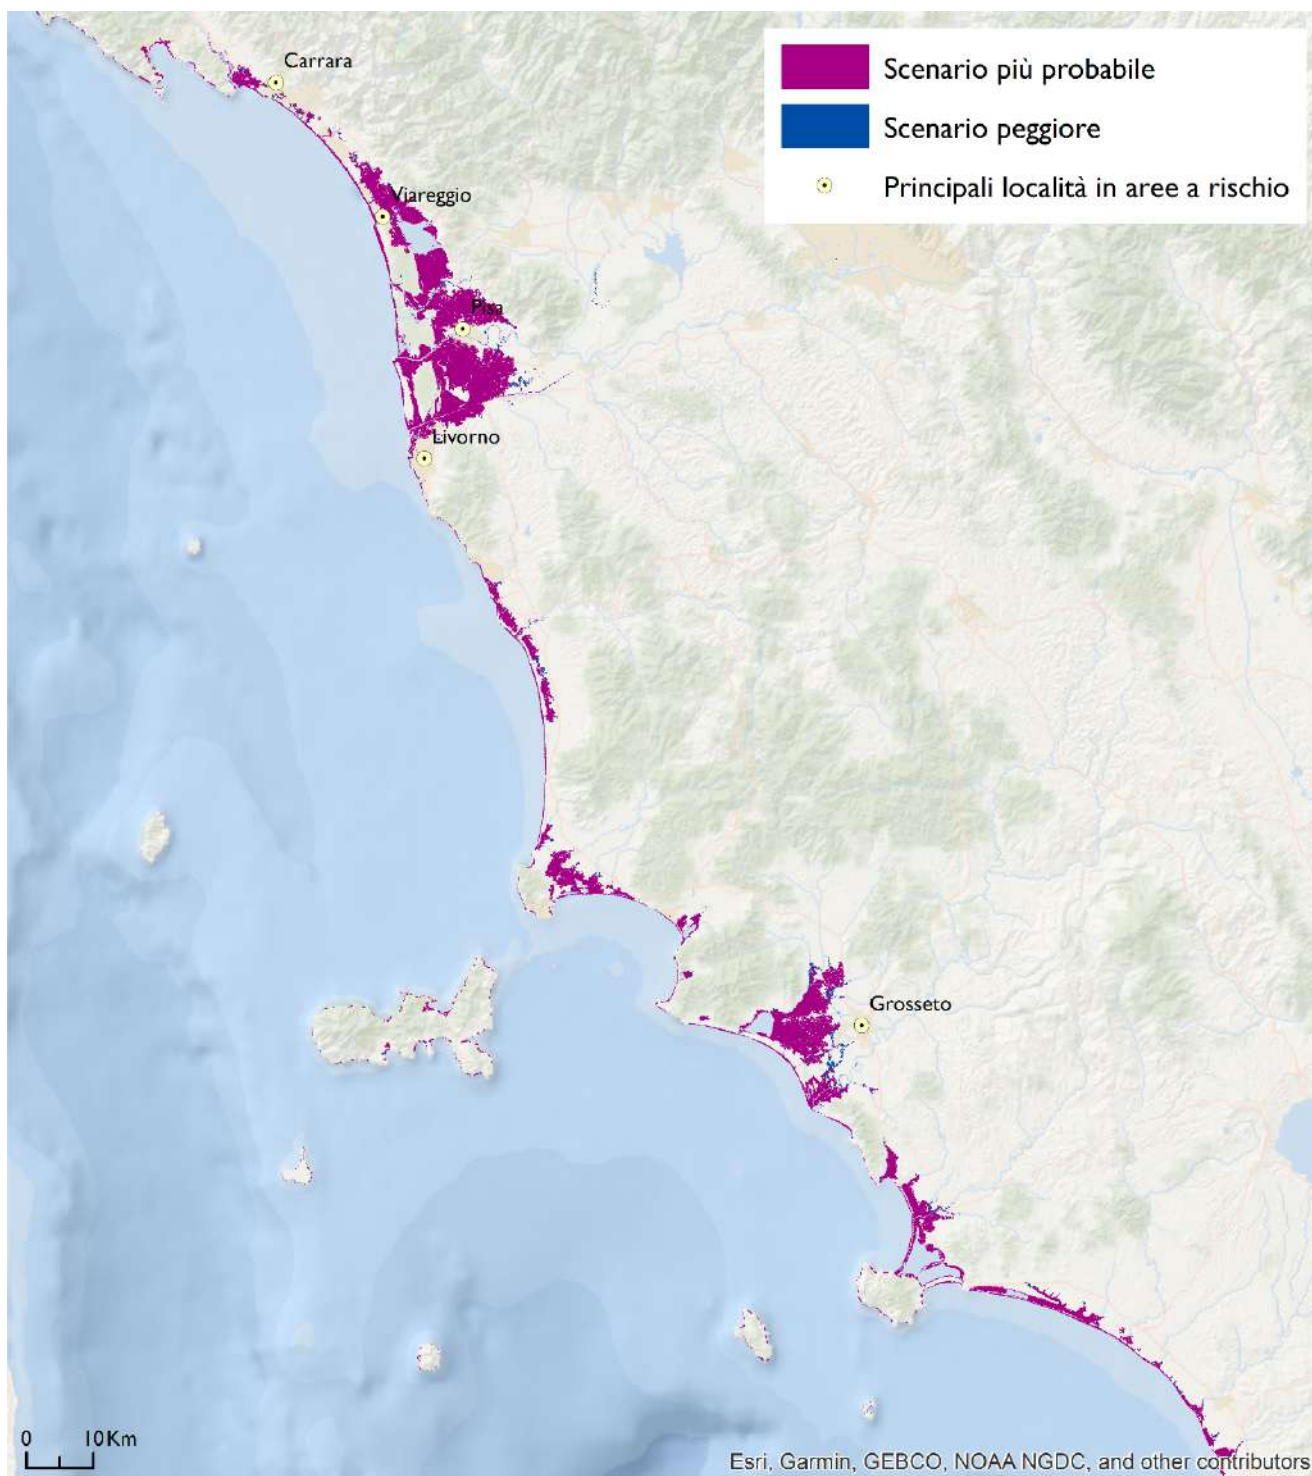 Scenario più probabile
Scenario peggiore
Principali località in aree a rischio
Carrara
Viareggio
Pisa
Livorno
Grosseto
0 10Km
Esri, Garmin, GEBCO, NOAA NGDC, and other contributors